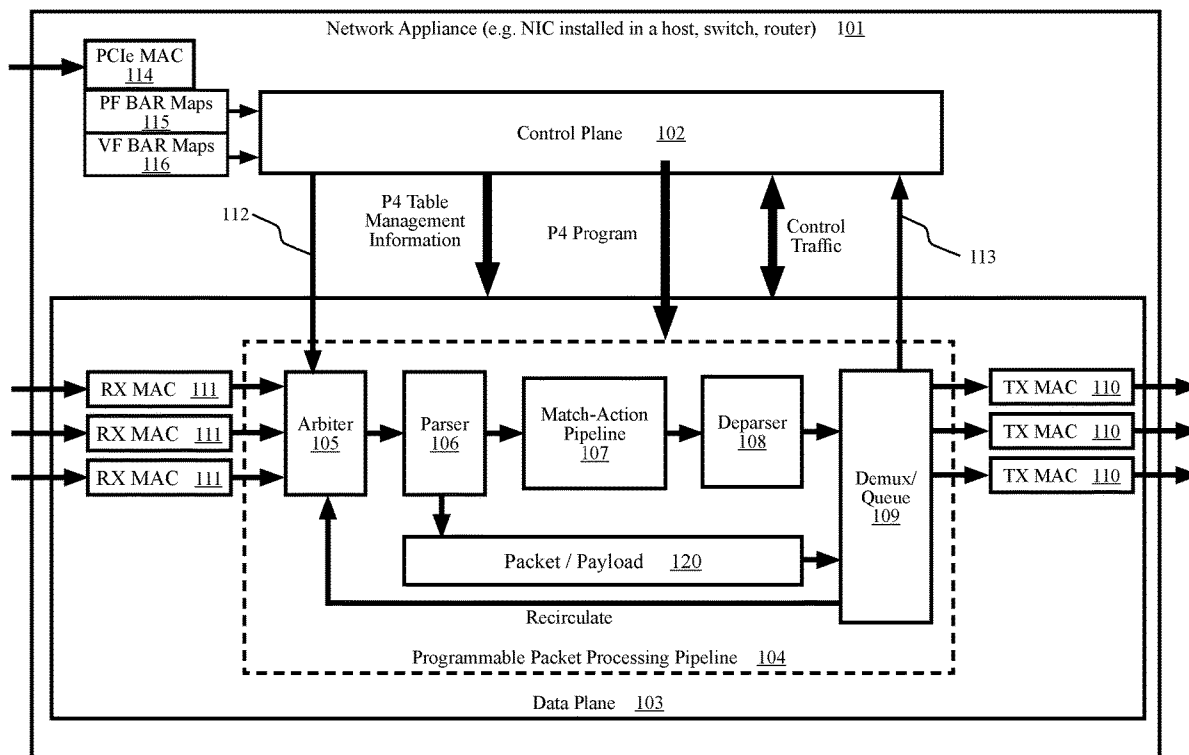 Network Appliance (e.g. NIC installed in a host, switch, router) 101
PCIe MAC
114
PF BAR Maps
115
VF BAR Maps
116
Control Plane 102
112
P4 Table
Management
Information
P4 Program
Control
Traffic
113
RX MAC 111
RX MAC 111
RX MAC 111
Arbiter
105
Parser
106
Match-Action
Pipeline
107
Deparser
108
Demux/
Queue
109
TX MAC 110
TX MAC 110
TX MAC 110
Packet / Payload 120
Recirculate
Programmable Packet Processing Pipeline 104
Data Plane 103